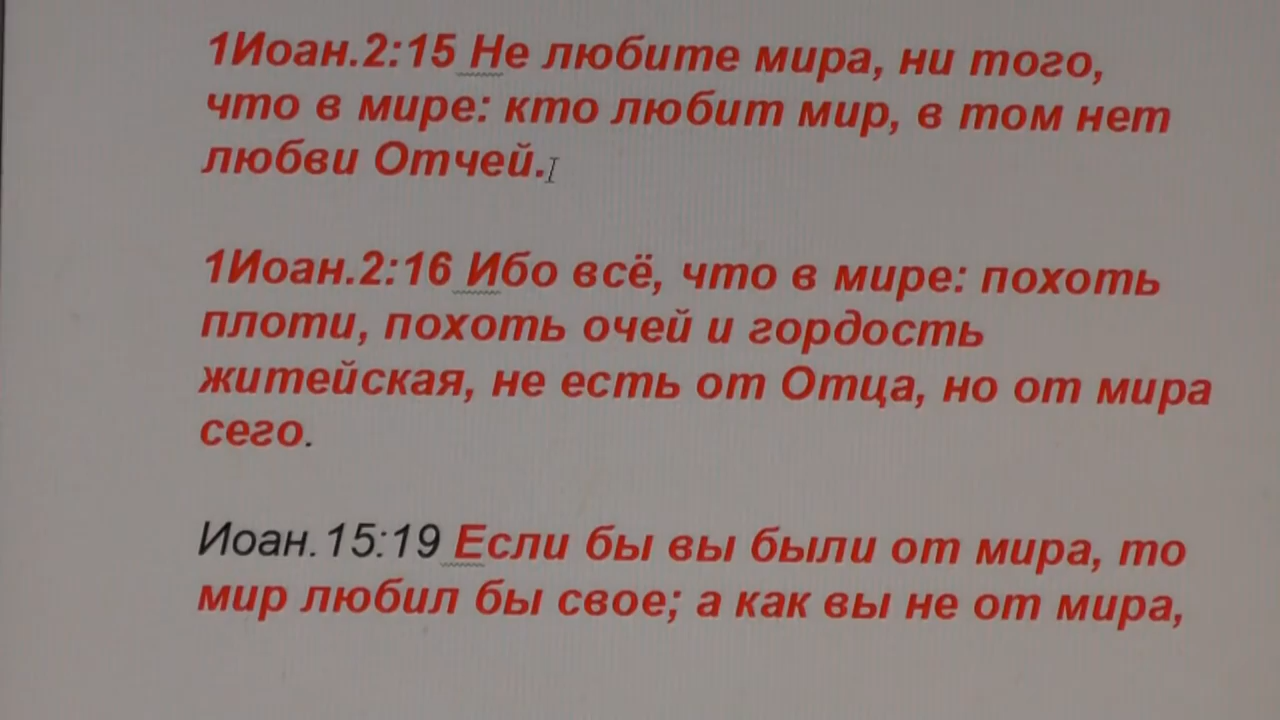 1Иоан.2:15 Не любите мира, ни того,
что в мире: кто любит мир, в том нет
любви Отчей.
1Иоан.2:16 Ибо всё, что в мире: похоть
плоти, похоть очей и гордость
житейская, не есть от Отца, но от мира
сего.
Иоан.15:19 Если бы вы были от мира, то
мир любил бы свое; а как вы не от мира,